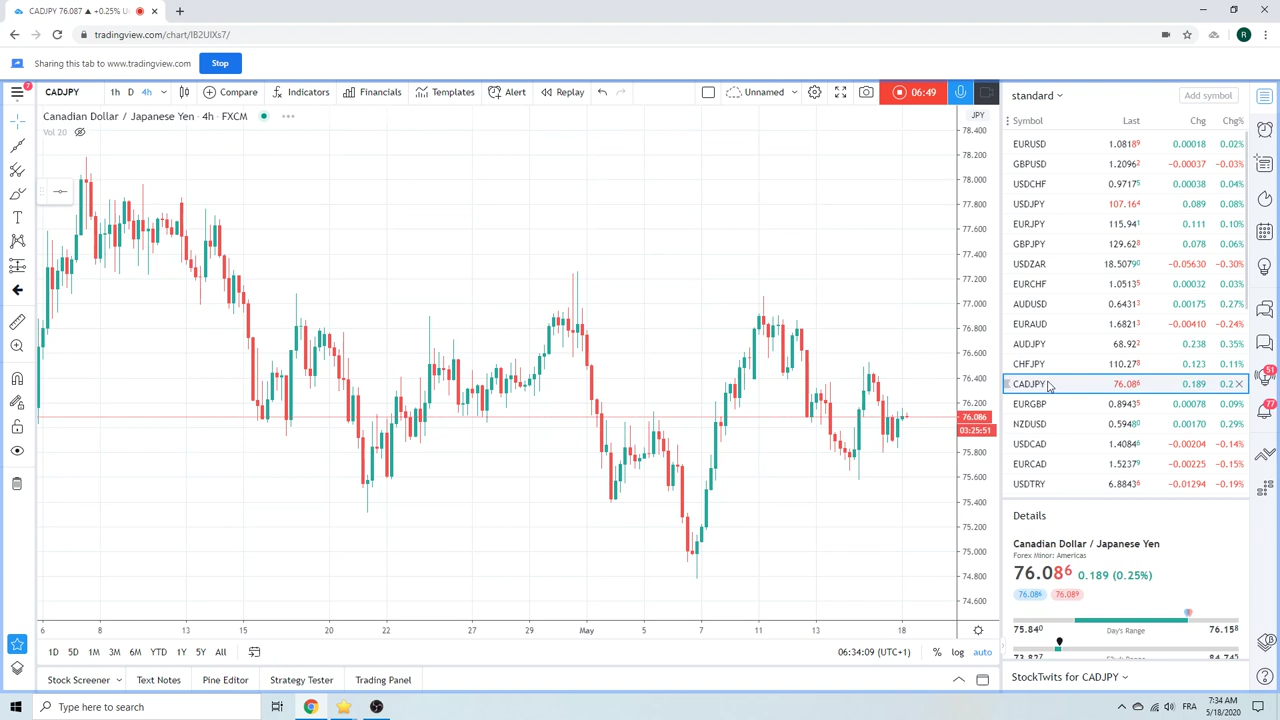 CADJPY 76.087 ▲ +0.25% U
tradingview.com/chart/IB2UIXs7/
R
Sharing this tab to www.tradingview.com
Stop
7
CADJPY
1h
D
4h
Compare
Indicators
Financials
Templates
Alert
Replay
Unnamed
06:49
standard
Add symbol
Canadian Dollar / Japanese Yen · 4h · FXCM
Vol 20
JPY
Symbol Last Chg Chg%
EURUSD 1.08189 0.00018 0.02%
GBPUSD 1.20962 −0.00037 −0.03%
USDCHF 0.97175 0.00038 0.04%
USDJPY 107.164 0.089 0.08%
EURJPY 115.941 0.111 0.10%
GBPJPY 129.628 0.078 0.06%
USDZAR 18.50790 −0.05630 −0.30%
EURCHF 1.05135 0.00032 0.03%
AUDUSD 0.64313 0.00175 0.27%
EURAUD 1.68213 −0.00410 −0.24%
AUDJPY 68.922 0.238 0.35%
CHFJPY 110.278 0.123 0.11%
CADJPY 76.086 0.189 0.2
EURGBP 0.89435 0.00078 0.09%
NZDUSD 0.59480 0.00170 0.29%
USDCAD 1.40846 −0.00204 −0.14%
EURCAD 1.52379 −0.00225 −0.15%
USDTRY 6.88436 −0.01294 −0.19%
51
77
78.400
78.200
78.000
77.800
77.600
77.400
77.200
77.000
76.800
76.600
76.400
76.200
76.086
03:25:51
75.800
75.600
75.400
75.200
75.000
74.800
74.600
6 8 13 15 20 22 27 29 May 5 7 11 13 18
Details
Canadian Dollar / Japanese Yen
Forex Minor: Americas
76.086 0.189 (0.25%)
76.086 76.089
75.840 Day's Range 76.158
StockTwits for CADJPY
1D 5D 1M 3M 6M YTD 1Y 5Y All
06:34:09 (UTC+1)
% log auto
Stock Screener
Text Notes
Pine Editor
Strategy Tester
Trading Panel
Type here to search
FRA
7:34 AM
5/18/2020